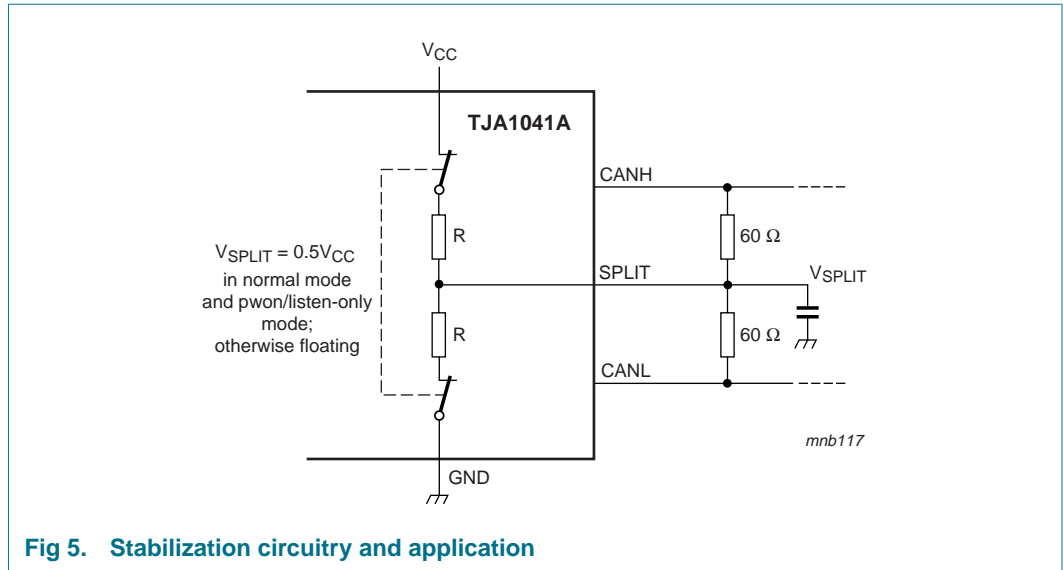 VCC
TJA1041A
CANH
R
60 Ω
VSPLIT = 0.5VCC
in normal mode
and pwon/listen-only
mode;
otherwise floating
SPLIT
VSPLIT
R
60 Ω
CANL
mnb117
GND
Fig 5. Stabilization circuitry and application